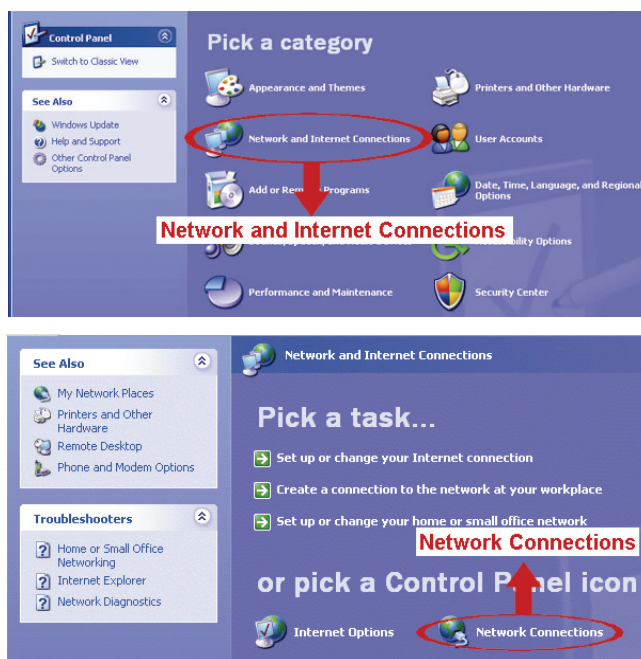 Control Panel
Switch to Classic View
See Also
Windows Update
Help and Support
Other Control Panel
Options
Pick a category
Appearance and Themes
Printers and Other Hardware
Network and Internet Connections
User Accounts
Add or Programs
Date, Time, Language, and Regional
Options
Network and Internet Connections
Options
Performance and Maintenance
Security Center
See Also
My Network Places
Printers and Other
Hardware
Remote Desktop
Phone and Modem Options
Troubleshooters
Home or Small Office
Networking
Internet Explorer
Network Diagnostics
Network and Internet Connections
Pick a task...
Set up or change your Internet connection
Create a connection to the network at your workplace
Set up or change your home or small office network
Network Connections
or pick a Control Panel icon
Internet Options
Network Connections